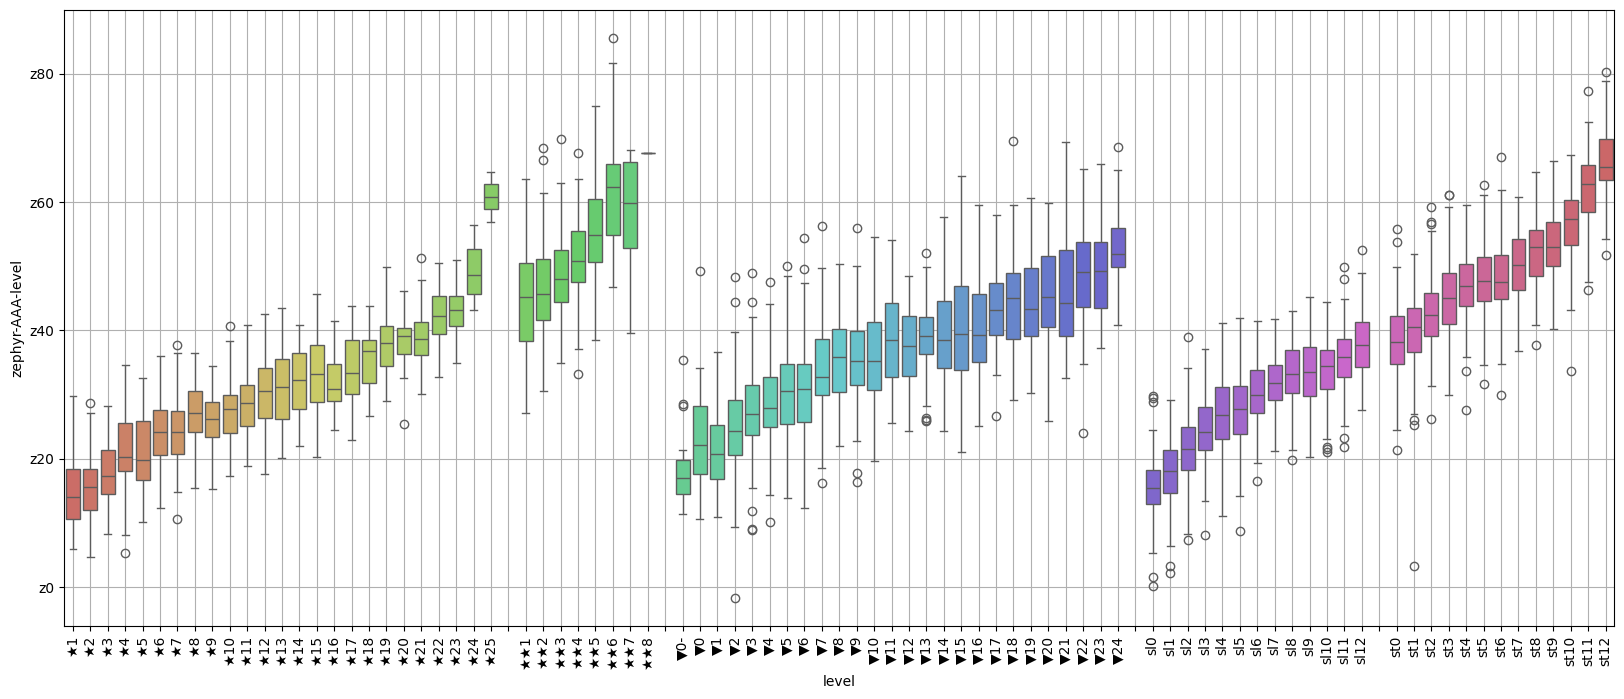 zephyr-AAA-level
z80
z60
z40
z20
z0
★1
★2
★3
★4
★5
★6
★7
★8
★9
★10
★11
★12
★13
★14
★15
★16
★17
★18
★19
★20
★21
★22
★23
★24
★25
★★1
★★2
★★3
★★4
★★5
★★6
★★7
★★8
▼0-
▼0
▼1
▼2
▼3
▼4
▼5
▼6
▼7
▼8
▼9
▼10
▼11
▼12
▼13
▼14
▼15
▼16
▼17
▼18
▼19
▼20
▼21
▼22
▼23
▼24
sl0
sl1
sl2
sl3
sl4
sl5
sl6
sl7
sl8
sl9
sl10
sl11
sl12
st0
st1
st2
st3
st4
st5
st6
st7
st8
st9
st10
st11
st12
level